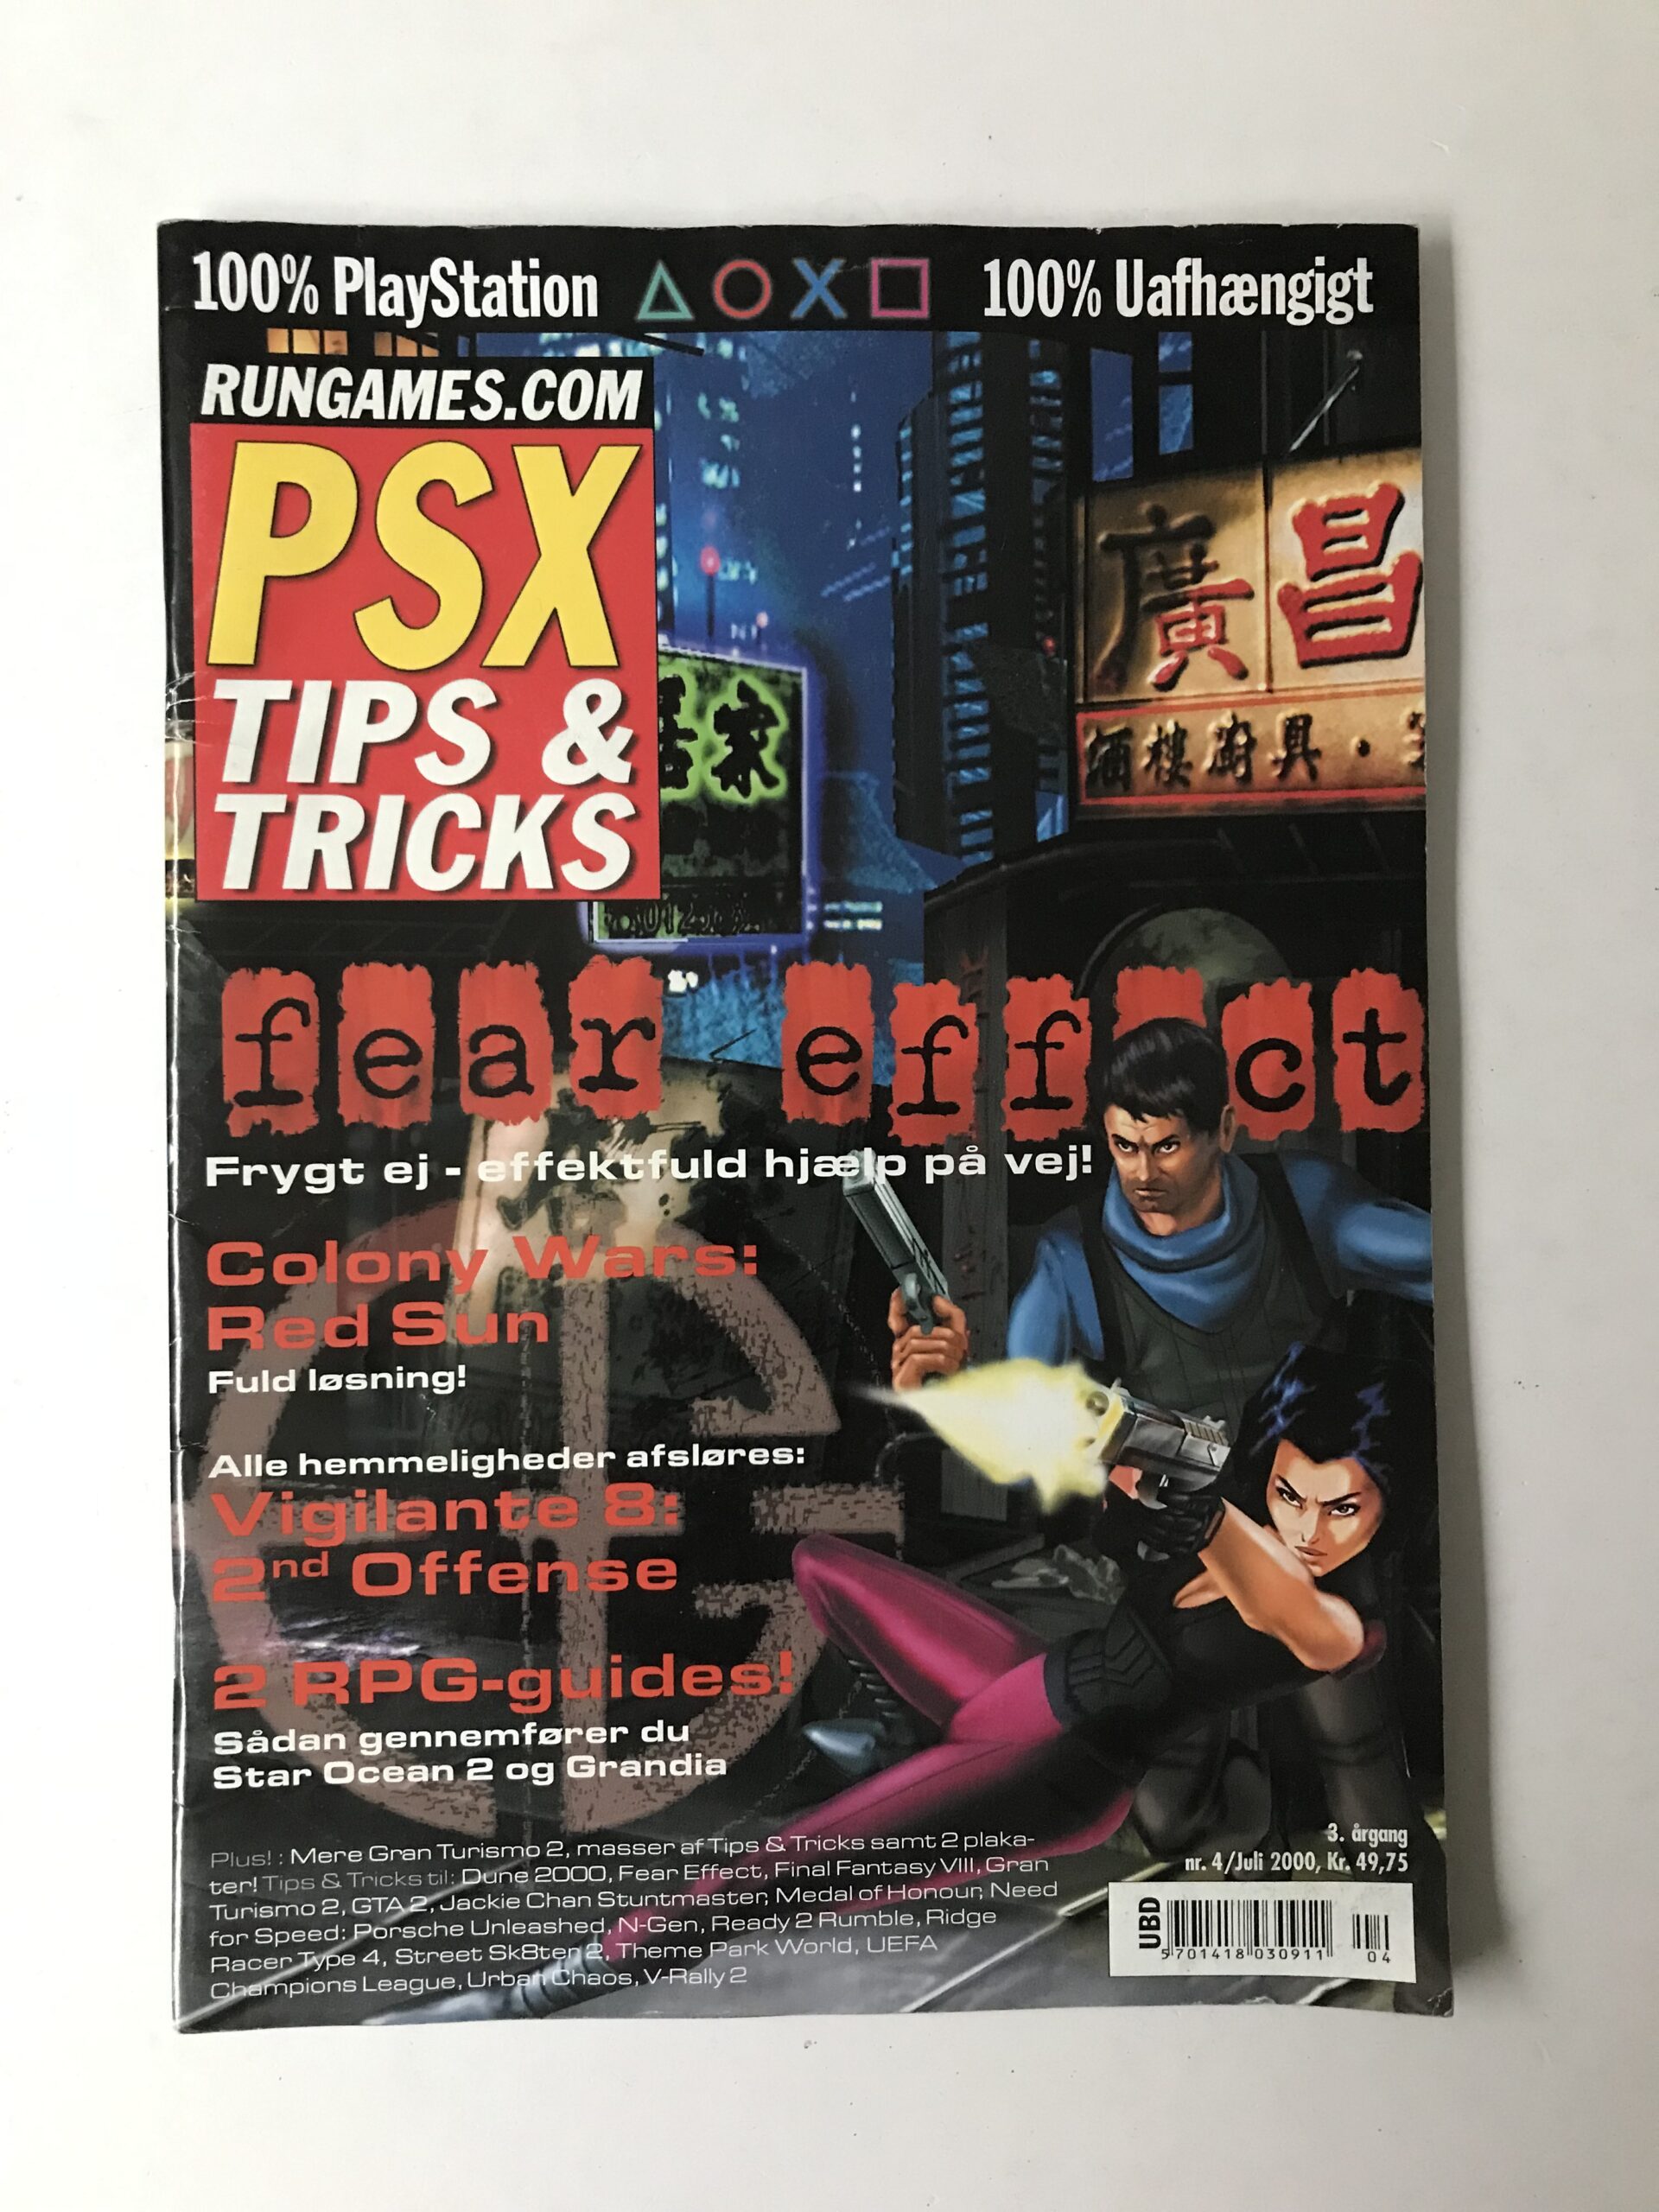 100% PlayStation △○X□ 100% Uafhængigt
RUNGAMES.COM
PSX
TIPS &
TRICKS
廣昌
酒樓廚具・
家
fear effect
Frygt ej - effektfuld hjælp på vej!
Colony Wars:
Red Sun
Fuld løsning!
Alle hemmeligheder afsløres:
Vigilante 8:
2nd Offense
2 RPG-guides!
Sådan gennemfører du
Star Ocean 2 og Grandia
Plus! : Mere Gran Turismo 2, masser af Tips & Tricks samt 2 plaka-
ter! Tips & Tricks til: Dune 2000, Fear Effect, Final Fantasy VIII, Gran
Turismo 2, GTA 2, Jackie Chan Stuntmaster, Medal of Honour, Need
for Speed: Porsche Unleashed, N-Gen, Ready 2 Rumble, Ridge
Racer Type 4, Street Sk8ter 2, Theme Park World, UEFA
Champions League, Urban Chaos, V-Rally 2
3. årgang
nr. 4/Juli 2000, Kr. 49,75
UBD
5 701418 030911 04